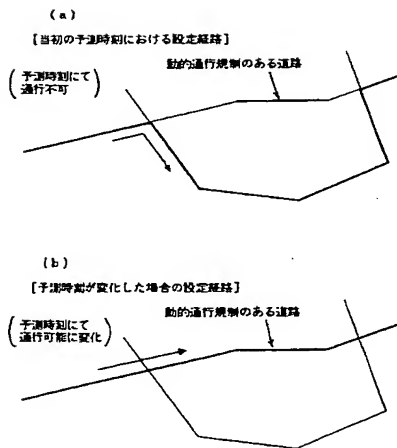 (a)
[当初の予測時刻における設定経路]
動的通行規制のある道路
(予測時刻にて
通行不可)
(b)
[予測時刻が変化した場合の設定経路]
動的通行規制のある道路
(予測時刻にて
通行可能に変化)